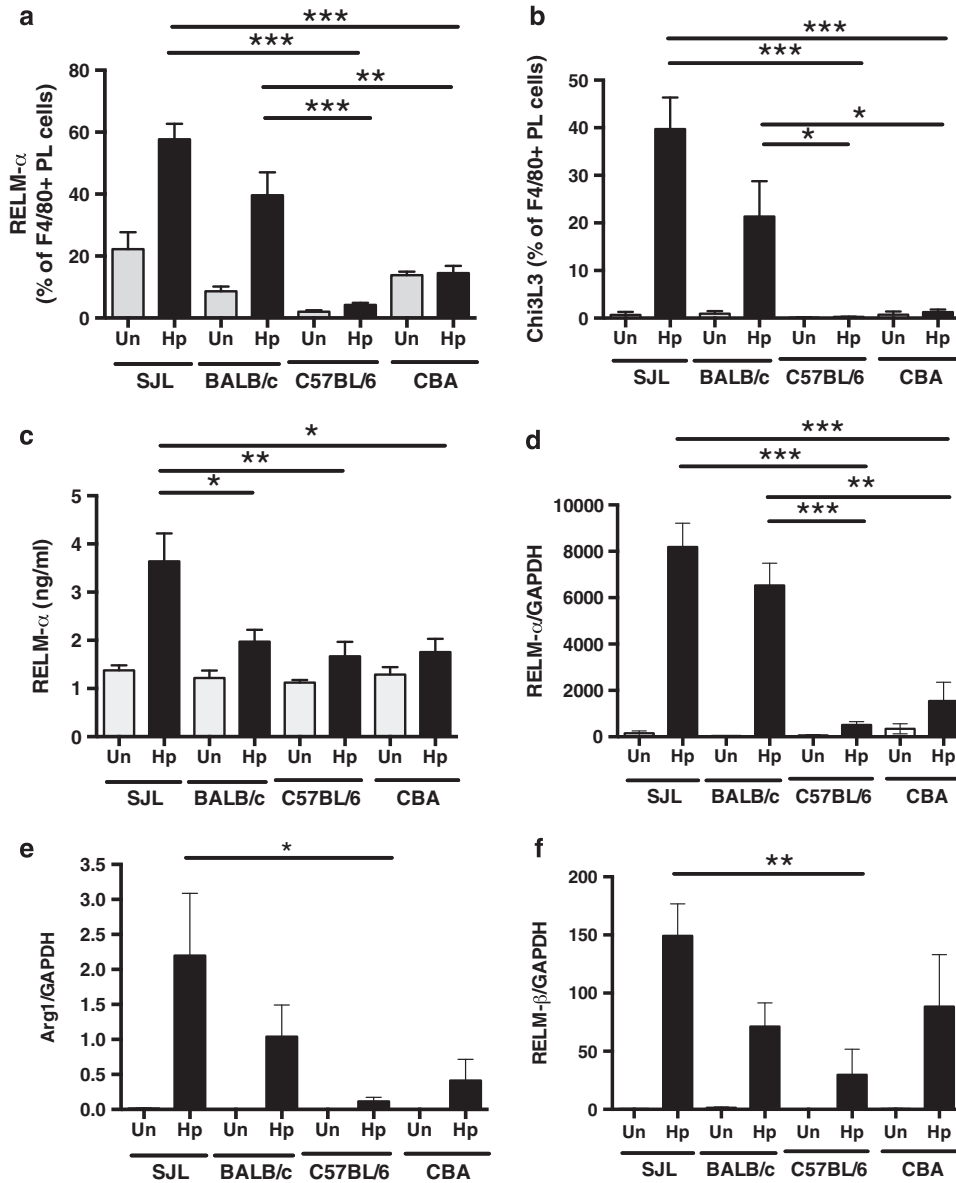 a
***
***
**
***
RELM-α
(% of F4/80+ PL cells)
80
60
40
20
0
Un Hp Un Hp Un Hp Un Hp
SJL BALB/c C57BL/6 CBA
b
***
***
*
*
Chi3L3 (% of F4/80+ PL cells)
50
40
30
20
10
0
Un Hp Un Hp Un Hp Un Hp
SJL BALB/c C57BL/6 CBA
c
*
**
*
RELM-α (ng/ml)
5
4
3
2
1
0
Un Hp Un Hp Un Hp Un Hp
SJL BALB/c C57BL/6 CBA
d
***
***
**
***
RELM-α/GAPDH
10000
8000
6000
4000
2000
0
Un Hp Un Hp Un Hp Un Hp
SJL BALB/c C57BL/6 CBA
e
*
Arg1/GAPDH
3.5
3.0
2.5
2.0
1.5
1.0
0.5
0.0
Un Hp Un Hp Un Hp Un Hp
SJL BALB/c C57BL/6 CBA
f
**
RELM-β/GAPDH
200
150
100
50
0
Un Hp Un Hp Un Hp Un Hp
SJL BALB/c C57BL/6 CBA